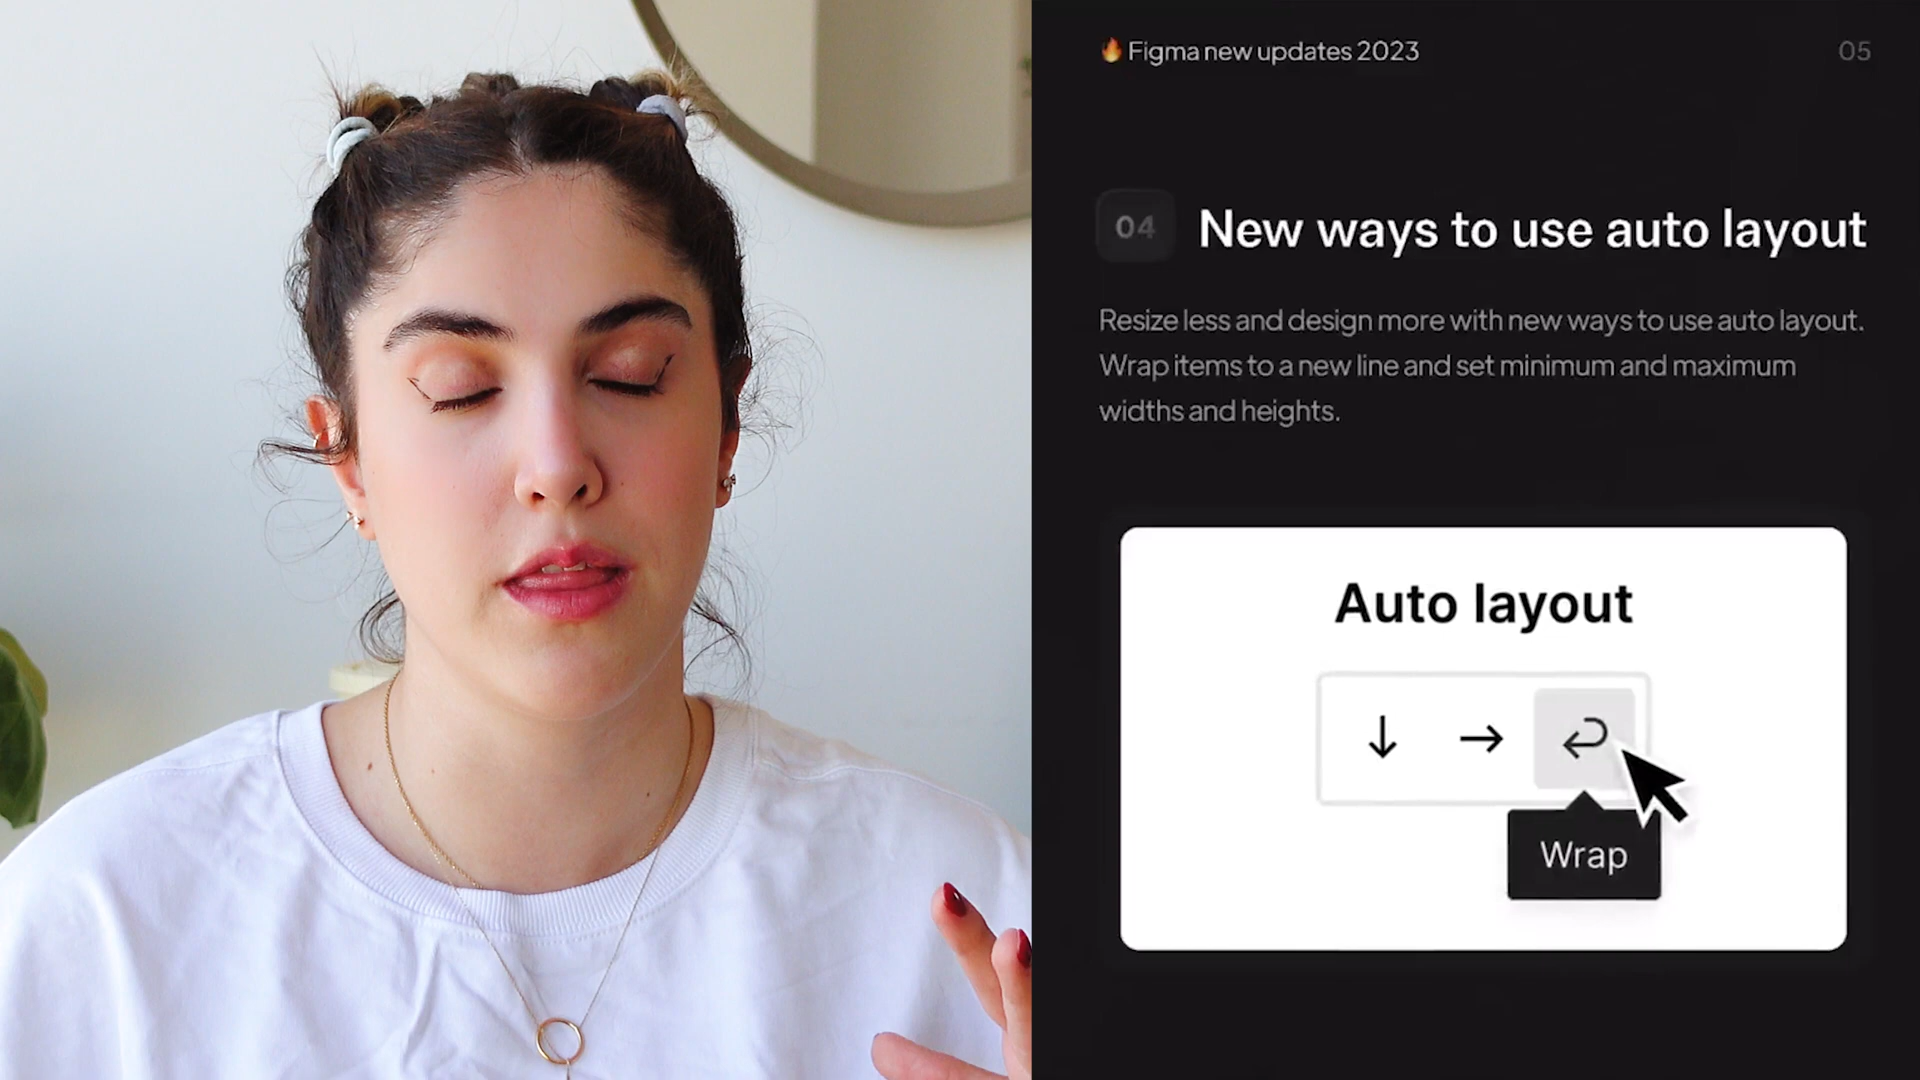 🔥 Figma new updates 2023
05
04
New ways to use auto layout
Resize less and design more with new ways to use auto layout.
Wrap items to a new line and set minimum and maximum
widths and heights.
Auto layout
Wrap